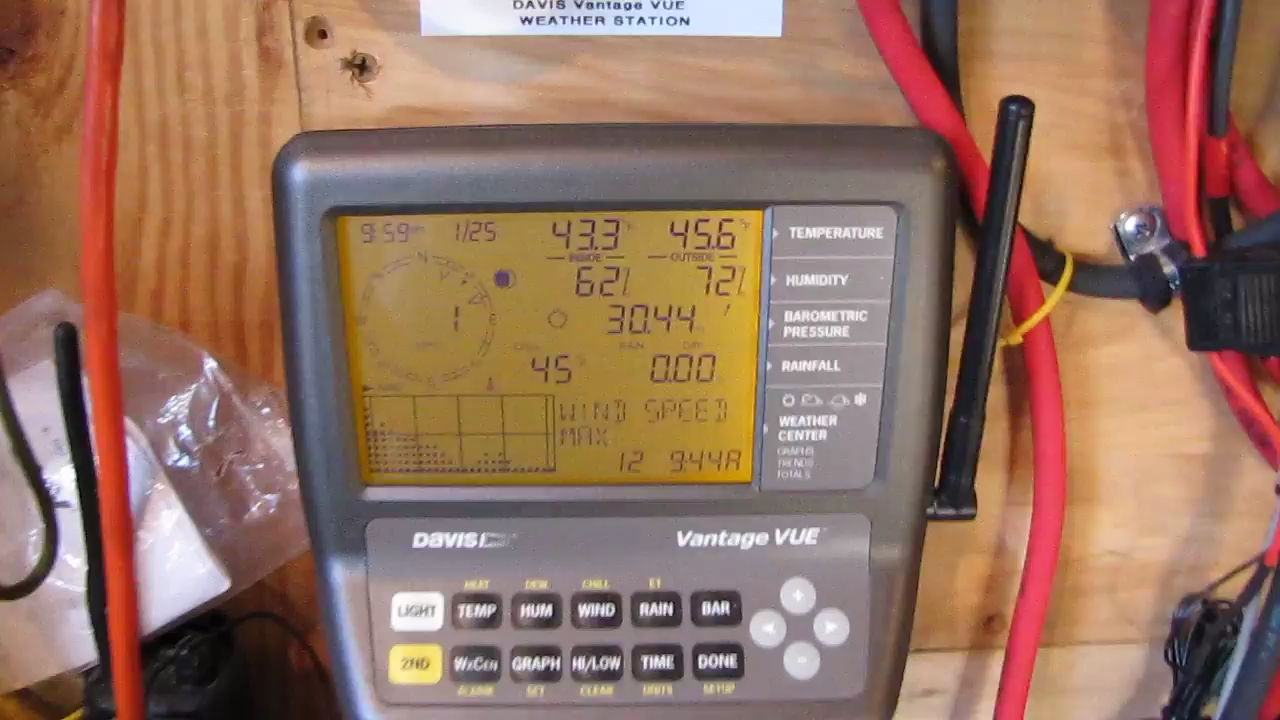 DAVIS Vantage VUE
WEATHER STATION
9:59 1/25 43.3 45.6
INSIDE OUTSIDE
N
62% 72%
E
1
30.44
RAIN DAY
45 0.00
WIND SPEED
MAX
12 9:44A
TEMPERATURE
HUMIDITY
BAROMETRIC
PRESSURE
RAINFALL
WEATHER
CENTER
GRAPHS
TRENDS
TOTALS
DAVIS Vantage VUE
HEAT DEW CHILL ET
LIGHT TEMP HUM WIND RAIN BAR
2ND WxCEN GRAPH HI/LOW TIME DONE
ALARM SET CLEAR UNITS SETUP